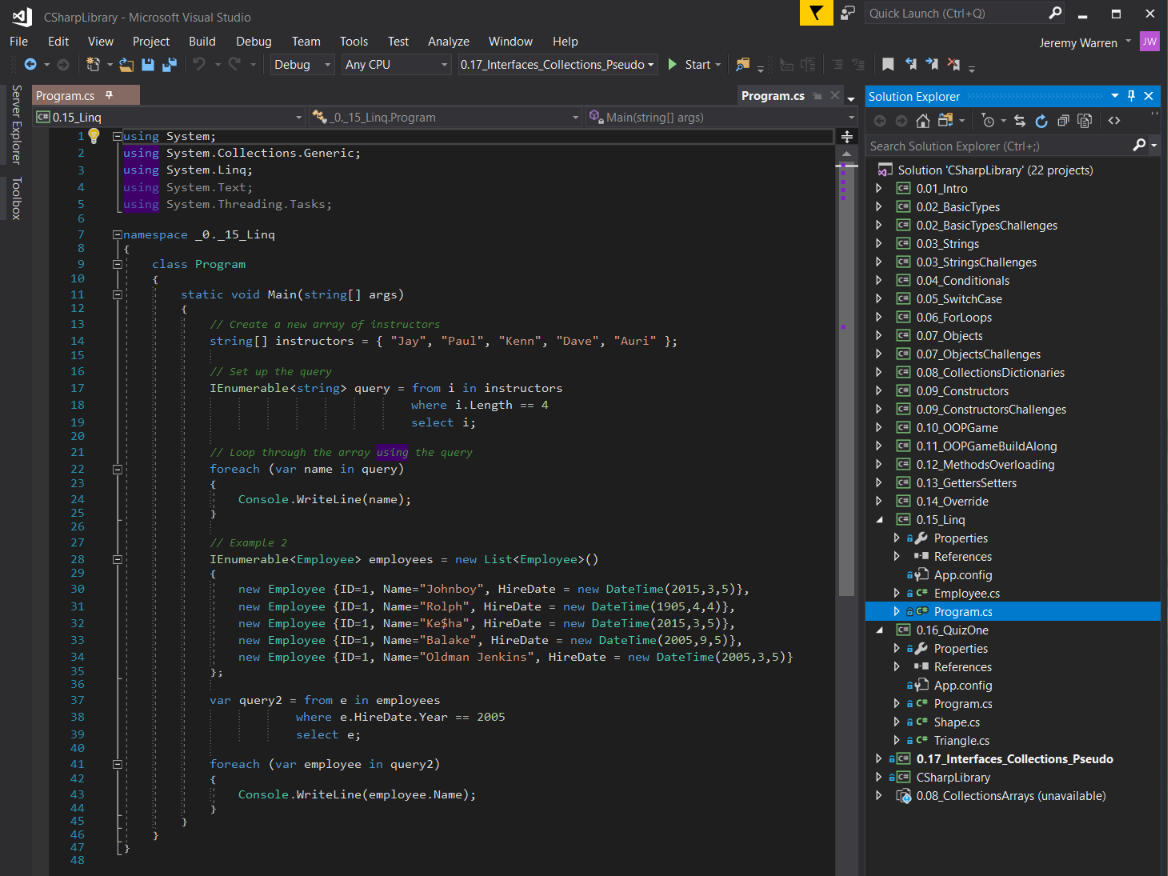 CSharpLibrary - Microsoft Visual Studio
Quick Launch (Ctrl+Q)
File Edit View Project Build Debug Team Tools Test Analyze Window Help
Jeremy Warren JW
Debug Any CPU 0.17_Interfaces_Collections_Pseudo Start
Server Explorer
Toolbox
Program.cs
Program.cs
0.15_Linq _0._15_Linq.Program Main(string[] args)
1 using System;
2 using System.Collections.Generic;
3 using System.Linq;
4 using System.Text;
5 using System.Threading.Tasks;
6
7 namespace _0._15_Linq
8 {
9 class Program
10 {
11 static void Main(string[] args)
12 {
13 // Create a new array of instructors
14 string[] instructors = { "Jay", "Paul", "Kenn", "Dave", "Auri" };
15
16 // Set up the query
17 IEnumerable<string> query = from i in instructors
18 where i.Length == 4
19 select i;
20
21 // Loop through the array using the query
22 foreach (var name in query)
23 {
24 Console.WriteLine(name);
25 }
26
27 // Example 2
28 IEnumerable<Employee> employees = new List<Employee>()
29 {
30 new Employee {ID=1, Name="Johnboy", HireDate = new DateTime(2015,3,5)},
31 new Employee {ID=1, Name="Rolph", HireDate = new DateTime(1905,4,4)},
32 new Employee {ID=1, Name="Ke$ha", HireDate = new DateTime(2015,3,5)},
33 new Employee {ID=1, Name="Balake", HireDate = new DateTime(2005,9,5)},
34 new Employee {ID=1, Name="Oldman Jenkins", HireDate = new DateTime(2005,3,5)}
35 };
36
37 var query2 = from e in employees
38 where e.HireDate.Year == 2005
39 select e;
40
41 foreach (var employee in query2)
42 {
43 Console.WriteLine(employee.Name);
44 }
45 }
46 }
47 }
48
Solution Explorer
Search Solution Explorer (Ctrl+;)
Solution 'CSharpLibrary' (22 projects)
C# 0.01_Intro
C# 0.02_BasicTypes
C# 0.02_BasicTypesChallenges
C# 0.03_Strings
C# 0.03_StringsChallenges
C# 0.04_Conditionals
C# 0.05_SwitchCase
C# 0.06_ForLoops
C# 0.07_Objects
C# 0.07_ObjectsChallenges
C# 0.08_CollectionsDictionaries
C# 0.09_Constructors
C# 0.09_ConstructorsChallenges
C# 0.10_OOPGame
C# 0.11_OOPGameBuildAlong
C# 0.12_MethodsOverloading
C# 0.13_GettersSetters
C# 0.14_Override
C# 0.15_Linq
Properties
References
App.config
C# Employee.cs
C# Program.cs
C# 0.16_QuizOne
Properties
References
App.config
C# Program.cs
C# Shape.cs
C# Triangle.cs
C# 0.17_Interfaces_Collections_Pseudo
C# CSharpLibrary
0.08_CollectionsArrays (unavailable)